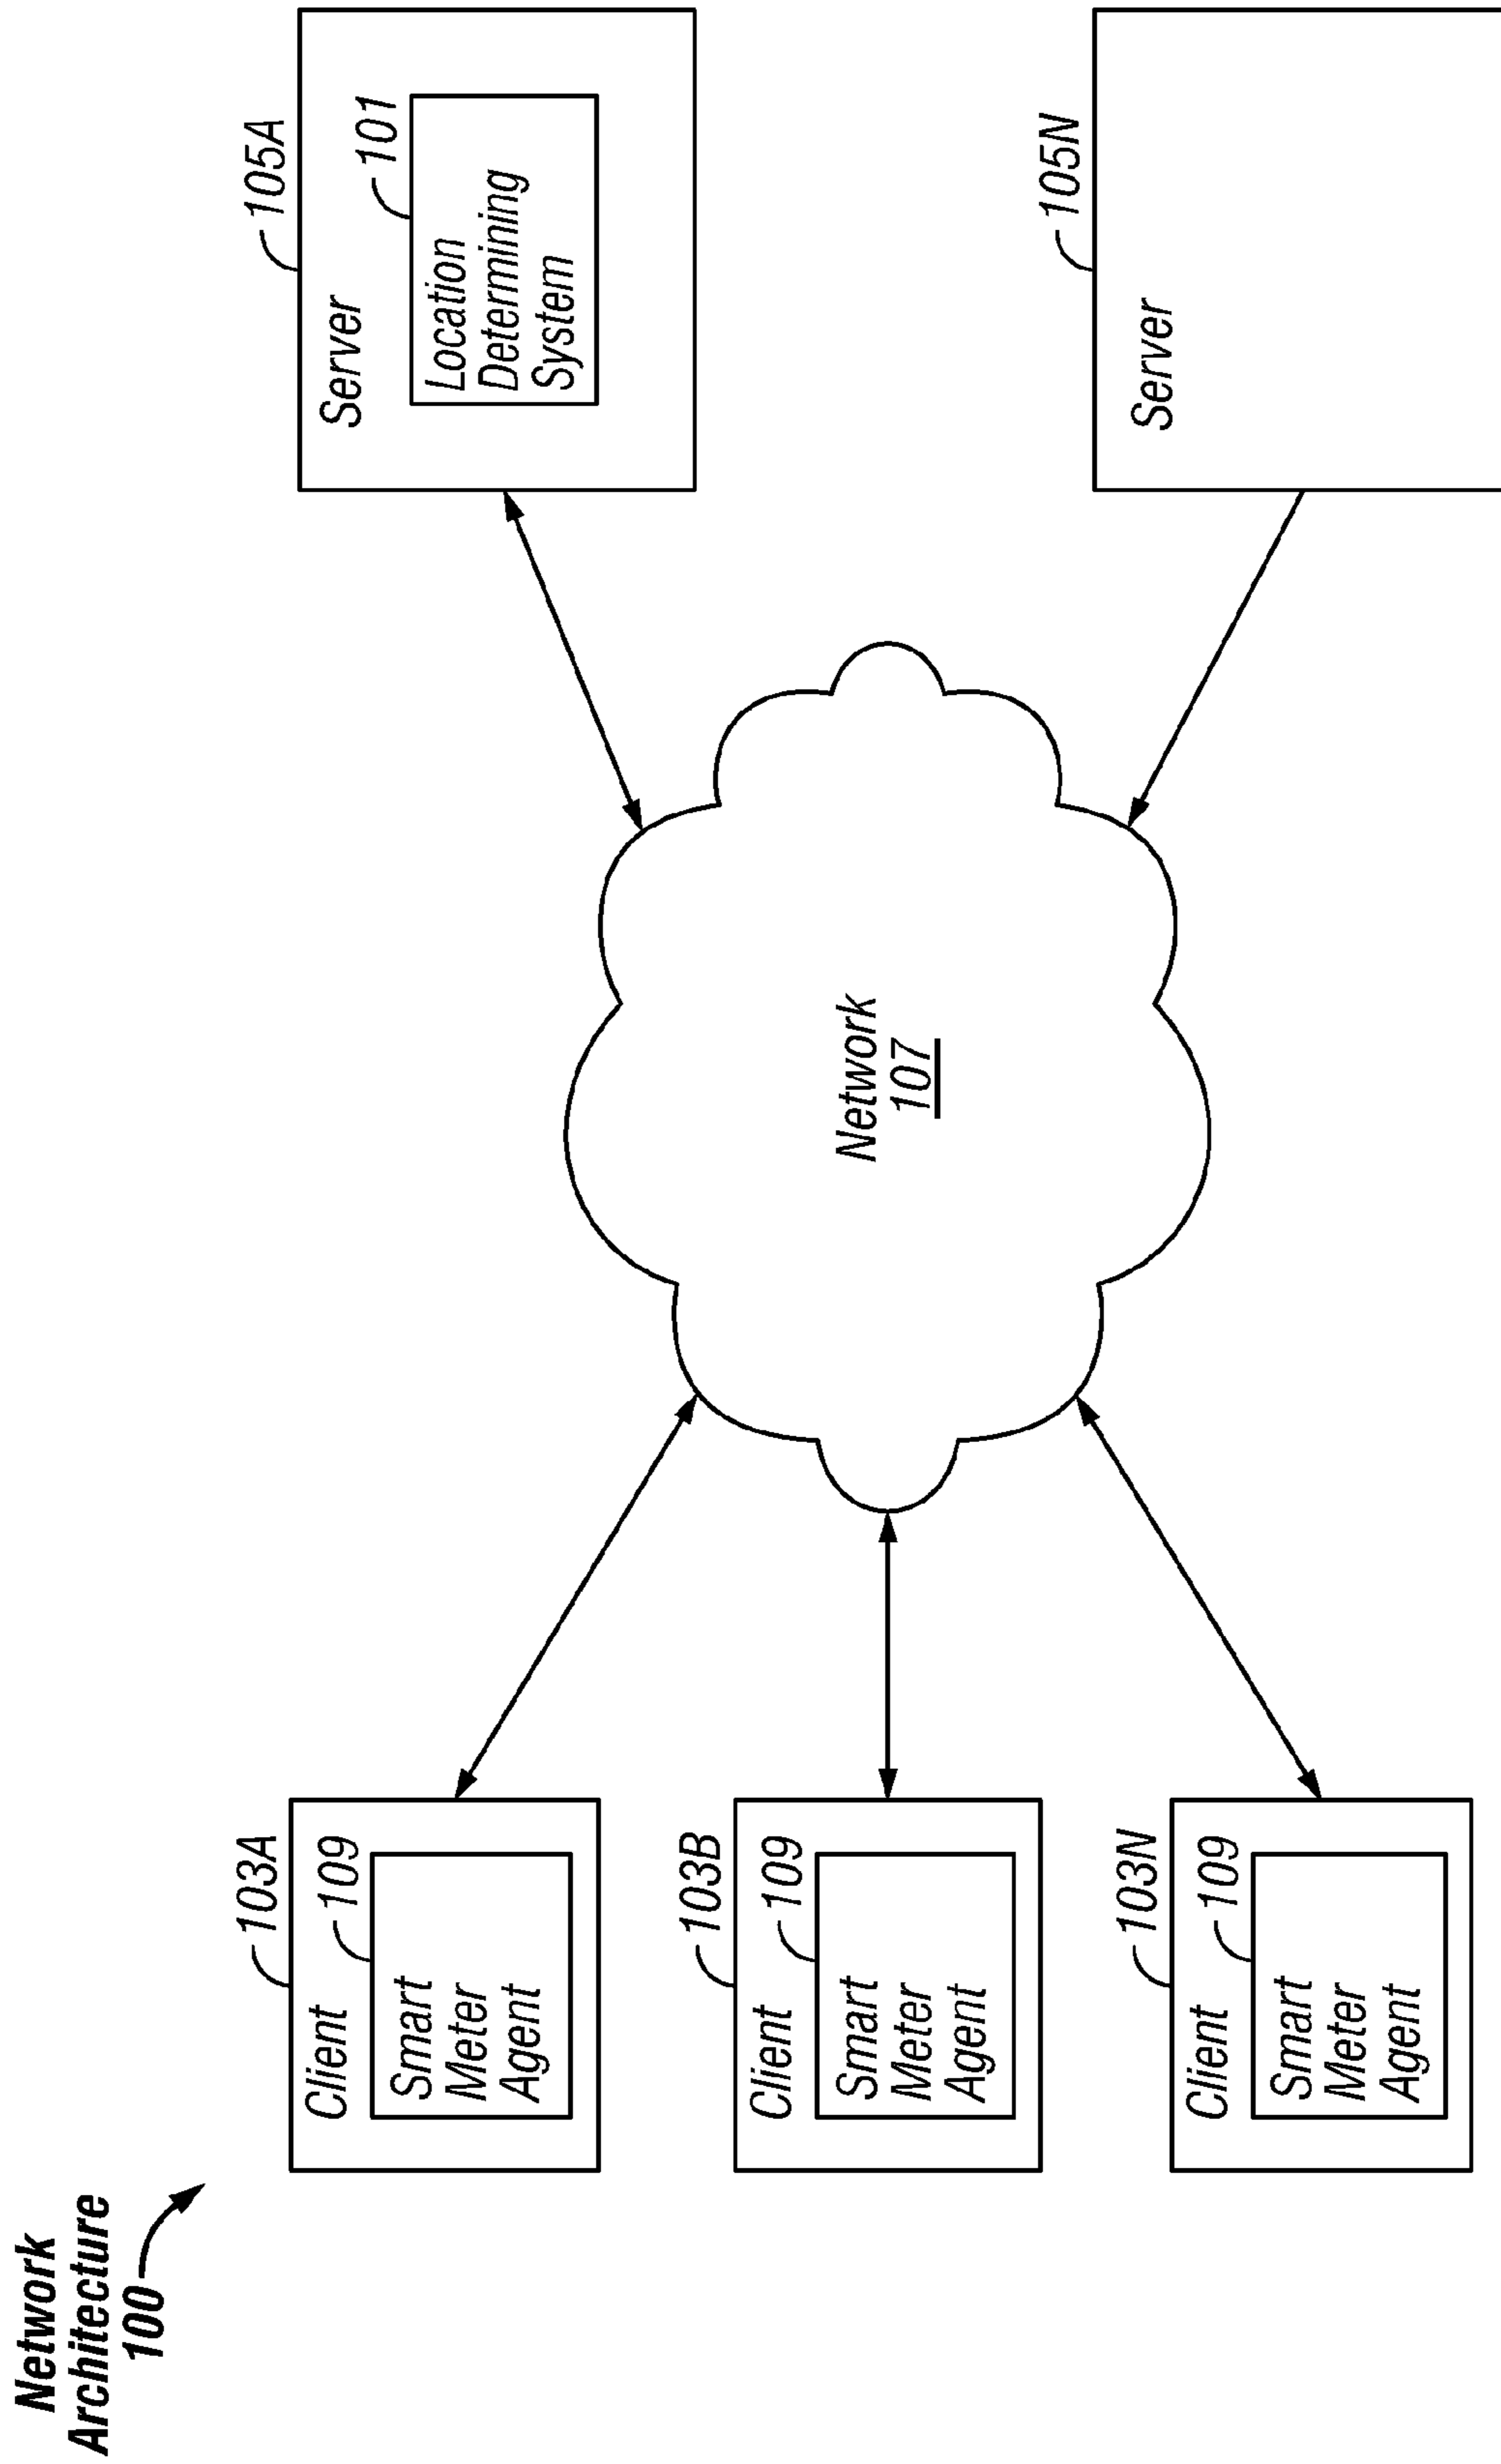 Network
Architecture
100
103A
Client
109
Smart
Meter
Agent
103B
Client
109
Smart
Meter
Agent
103N
Client
109
Smart
Meter
Agent
Network
107
105A
Server
101
Location
Determining
System
105N
Server